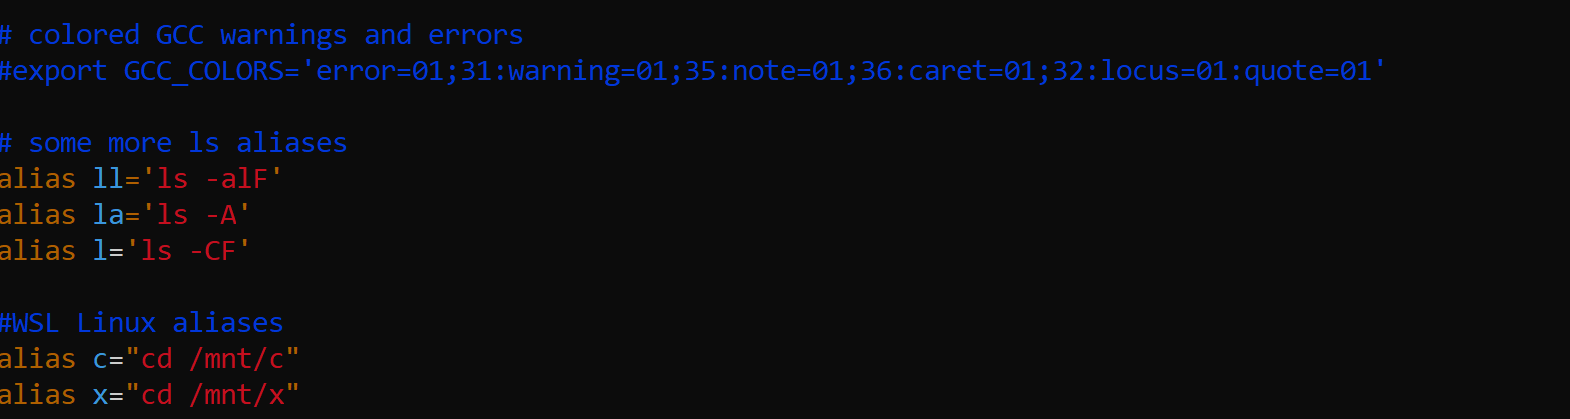 # colored GCC warnings and errors
#export GCC_COLORS='error=01;31:warning=01;35:note=01;36:caret=01;32:locus=01:quote=01'
# some more ls aliases
alias ll='ls -alF'
alias la='ls -A'
alias l='ls -CF'
#WSL Linux aliases
alias c="cd /mnt/c"
alias x="cd /mnt/x"